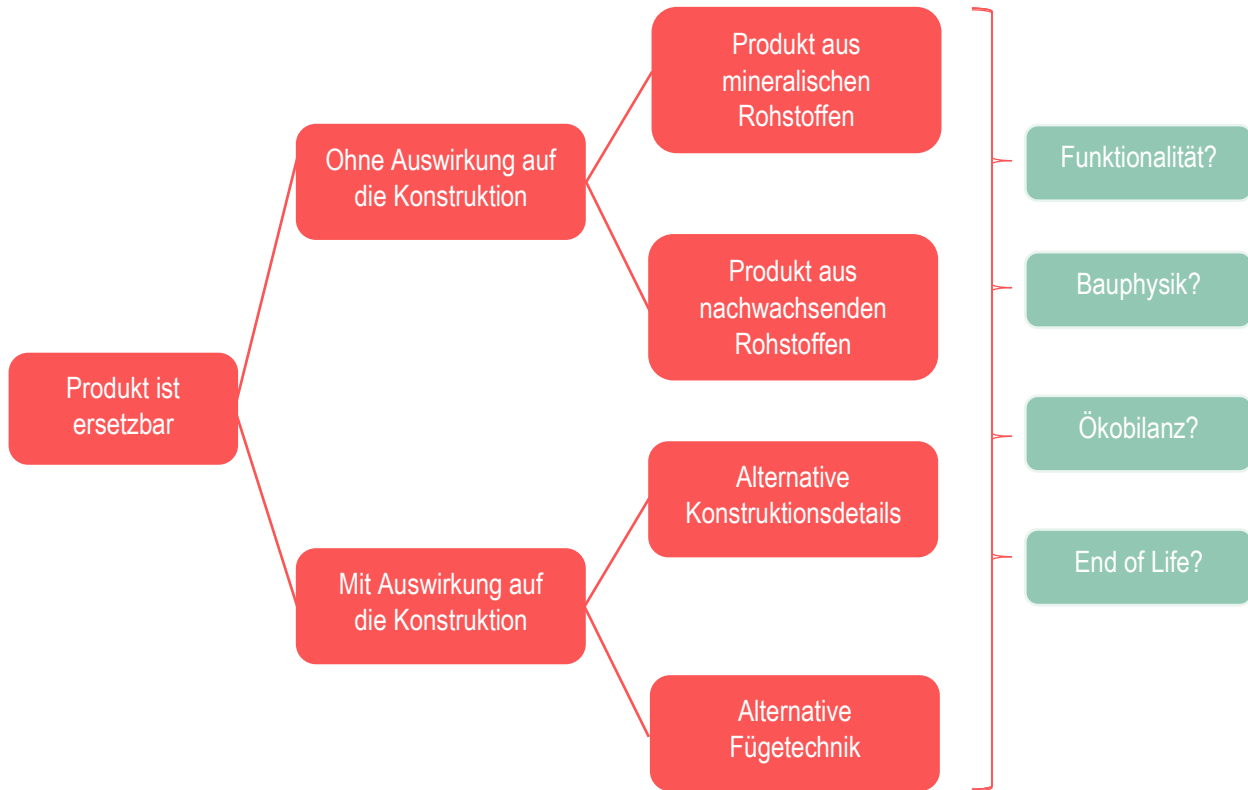 Produkt ist
ersetzbar
Ohne Auswirkung auf
die Konstruktion
Mit Auswirkung auf
die Konstruktion
Produkt aus
mineralischen
Rohstoffen
Produkt aus
nachwachsenden
Rohstoffen
Alternative
Konstruktionsdetails
Alternative
Fügetechnik
Funktionalität?
Bauphysik?
Ökobilanz?
End of Life?